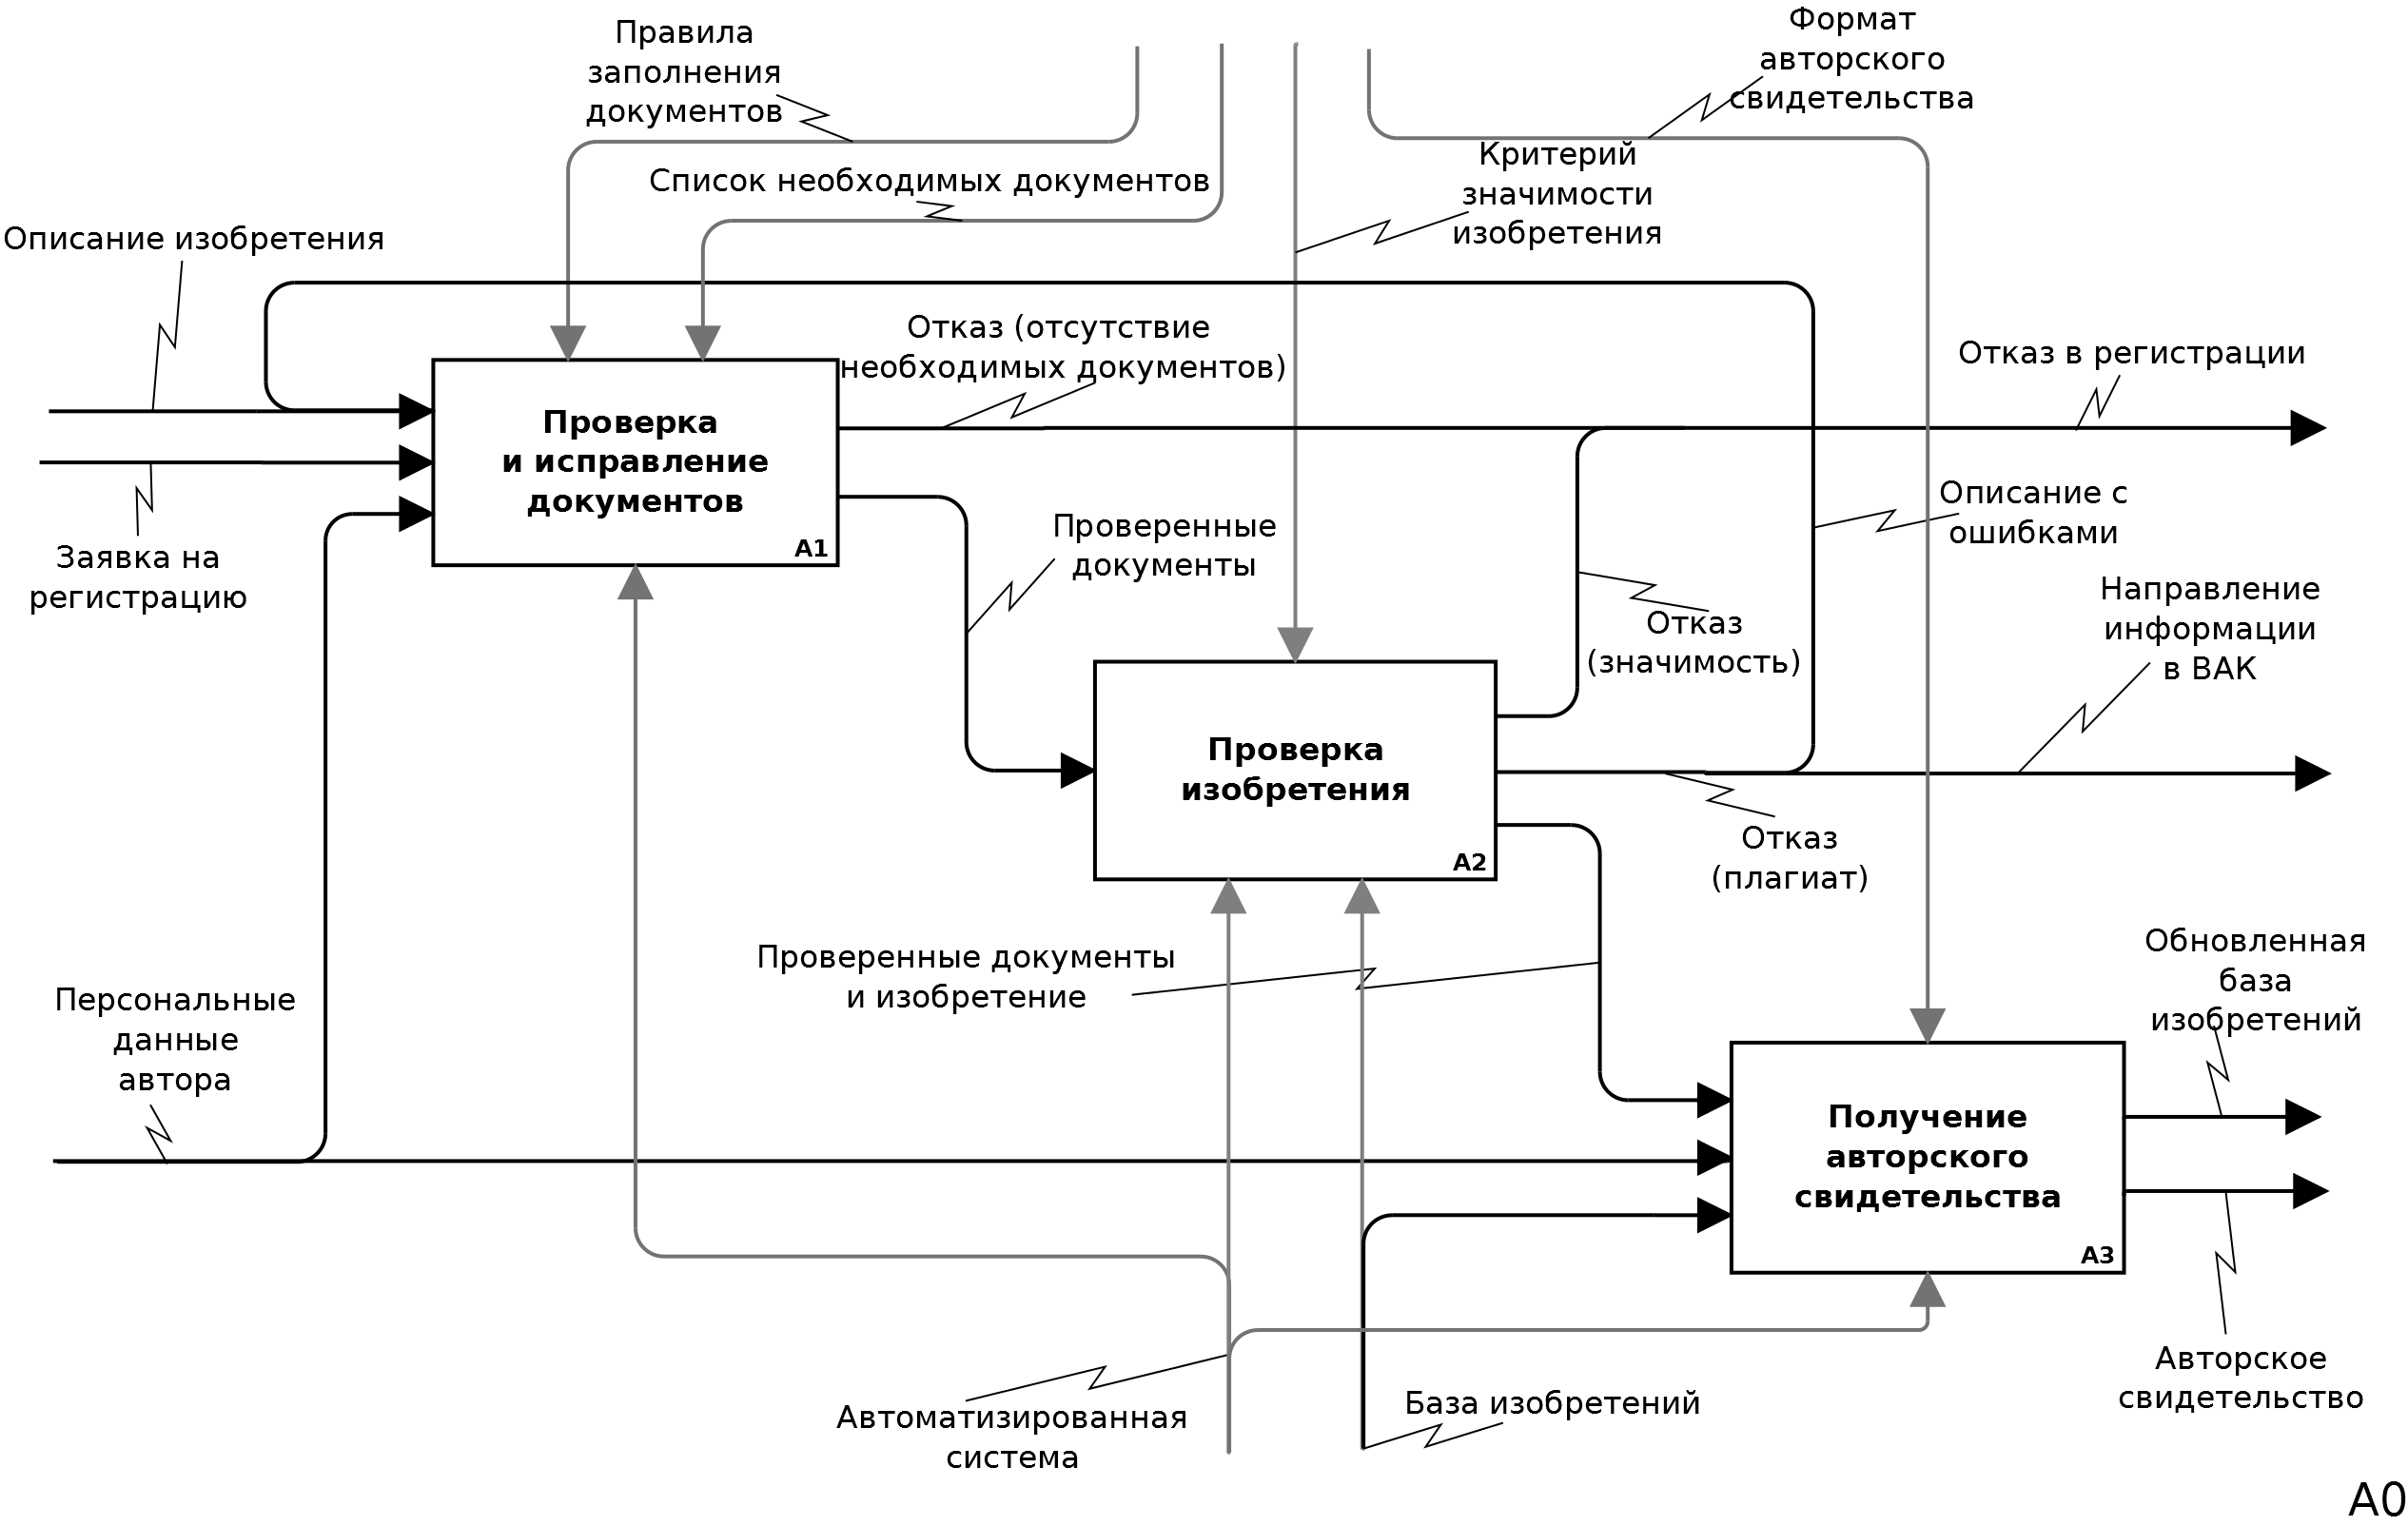 Правила
заполнения
документов
Формат
авторского
свидетельства
Список необходимых документов
Критерий
значимости
изобретения
Описание изобретения
Отказ (отсутствие
необходимых документов)
Отказ в регистрации
Проверка
и исправление
документов
A1
Заявка на
регистрацию
Проверенные
документы
Описание с
ошибками
Отказ
(значимость)
Направление
информации
в ВАК
Проверка
изобретения
A2
Отказ
(плагиат)
Проверенные документы
и изобретение
Обновленная
база
изобретений
Персональные
данные
автора
Получение
авторского
свидетельства
A3
Автоматизированная
система
База изобретений
Авторское
свидетельство
A0